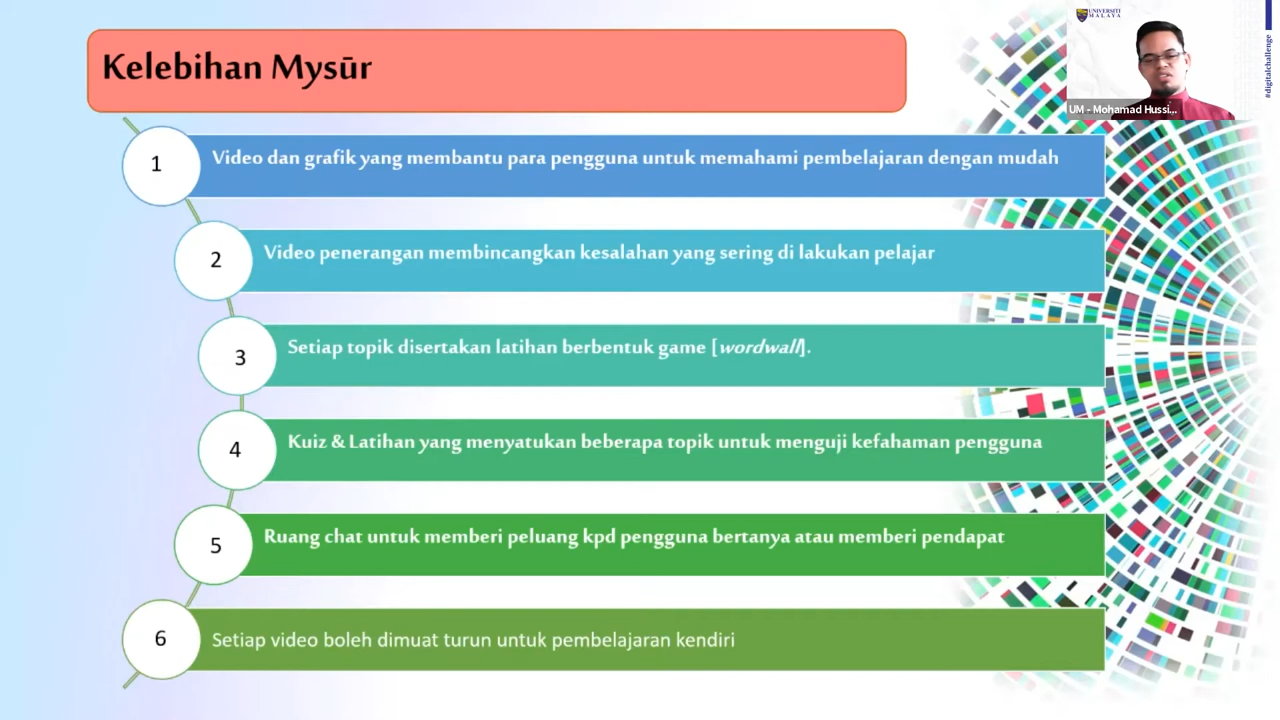 Kelebihan Mysūr
UNIVERSITI
MALAYA
#digitalchallenge
UM - Mohamad Hussi...
1
Video dan grafik yang membantu para pengguna untuk memahami pembelajaran dengan mudah
2
Video penerangan membincangkan kesalahan yang sering di lakukan pelajar
3
Setiap topik disertakan latihan berbentuk game [wordwall].
4
Kuiz & Latihan yang menyatukan beberapa topik untuk menguji kefahaman pengguna
5
Ruang chat untuk memberi peluang kpd pengguna bertanya atau memberi pendapat
6
Setiap video boleh dimuat turun untuk pembelajaran kendiri